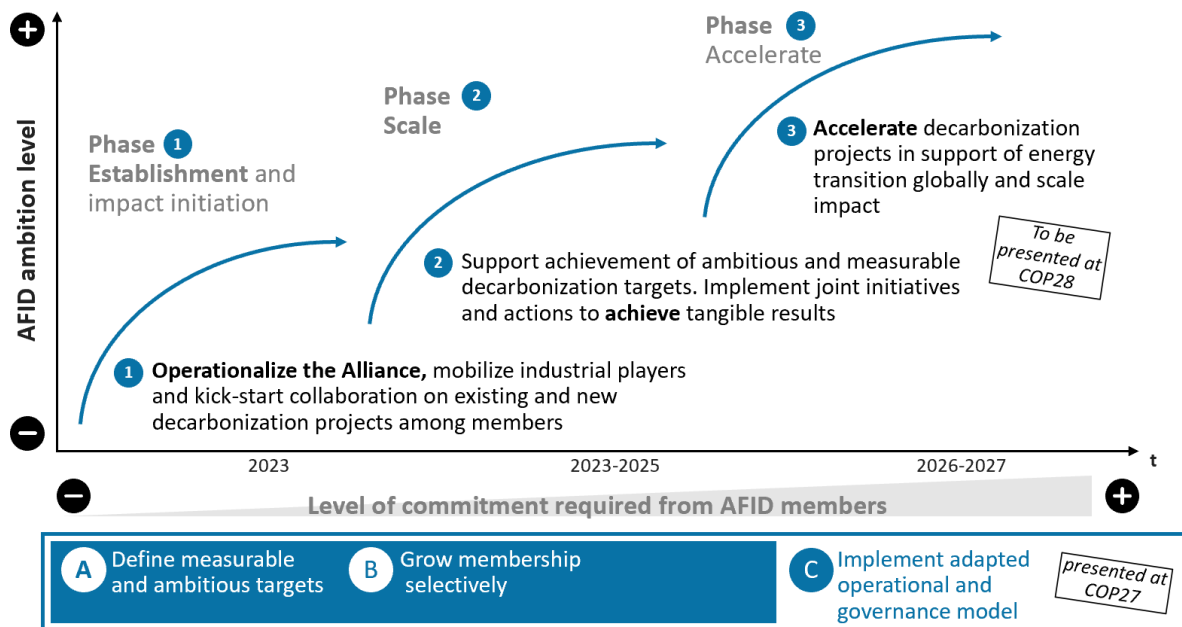 AFID ambition level
Phase 1
Establishment and
impact initiation
Phase 2
Scale
Phase 3
Accelerate
1 Operationalize the Alliance, mobilize industrial players
and kick-start collaboration on existing and new
decarbonization projects among members
2 Support achievement of ambitious and measurable
decarbonization targets. Implement joint initiatives
and actions to achieve tangible results
3 Accelerate decarbonization
projects in support of energy
transition globally and scale
impact
To be
presented at
COP28
2023
2023-2025
2026-2027
t
Level of commitment required from AFID members
A Define measurable
and ambitious targets
B Grow membership
selectively
C Implement adapted
operational and
governance model
presented at
COP27